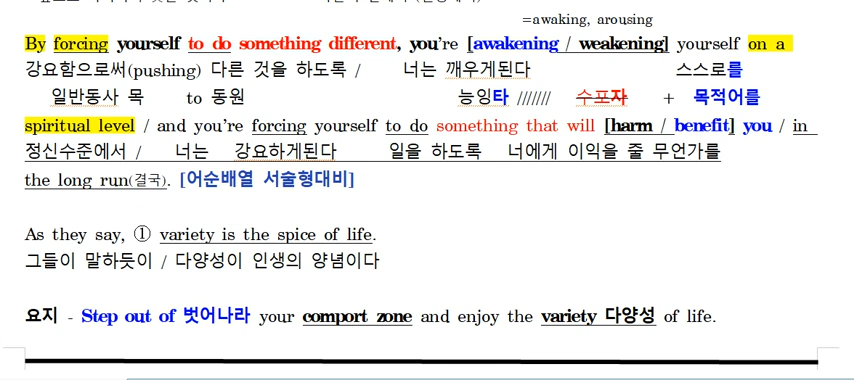 =awaking, arousing
By forcing yourself to do something different, you're [awakening / weakening] yourself on a
강요함으로써(pushing) 다른 것을 하도록 / 너는 깨우게된다 스스로를
일반동사 목 to 동원 능잉타 /////// 수포자 + 목적어를
spiritual level / and you're forcing yourself to do something that will [harm / benefit] you / in
정신수준에서 / 너는 강요하게된다 일을 하도록 너에게 이익을 줄 무언가를
the long run(결국). [어순배열 서술형대비]
As they say, ① variety is the spice of life.
그들이 말하듯이 / 다양성이 인생의 양념이다
요지 - Step out of 벗어나라 your comport zone and enjoy the variety 다양성 of life.